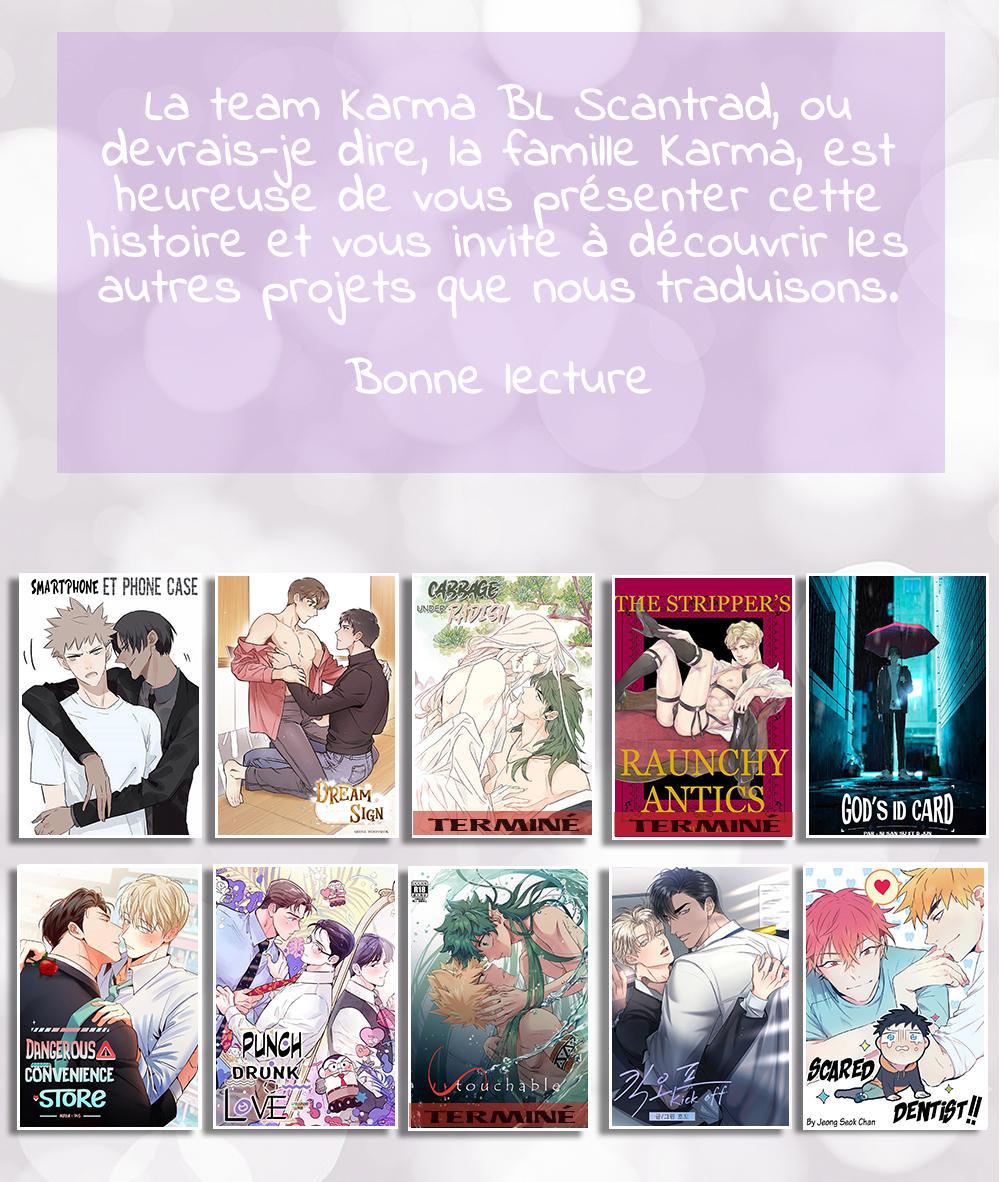 La team Karma BL Scantrad, ou
devrais-je dire, la famille Karma, est
heureuse de vous présenter cette
histoire et vous invite à découvrir les
autres projets que nous traduisons.
Bonne lecture
SMARTPHONE ET PHONE CASE
DREAM
SIGN
CABBAGE
UNDER RADISH
TERMINÉ
THE STRIPPER'S
RAUNCHY
ANTICS
TERMINÉ
GOD'S ID CARD
DANGEROUS
CONVENIENCE
STORE
PUNCH
DRUNK
LOVE
R18
Untouchable
TERMINÉ
킥오프
kick off
SCARED
DENTIST!!
By Jeong Seok Chan